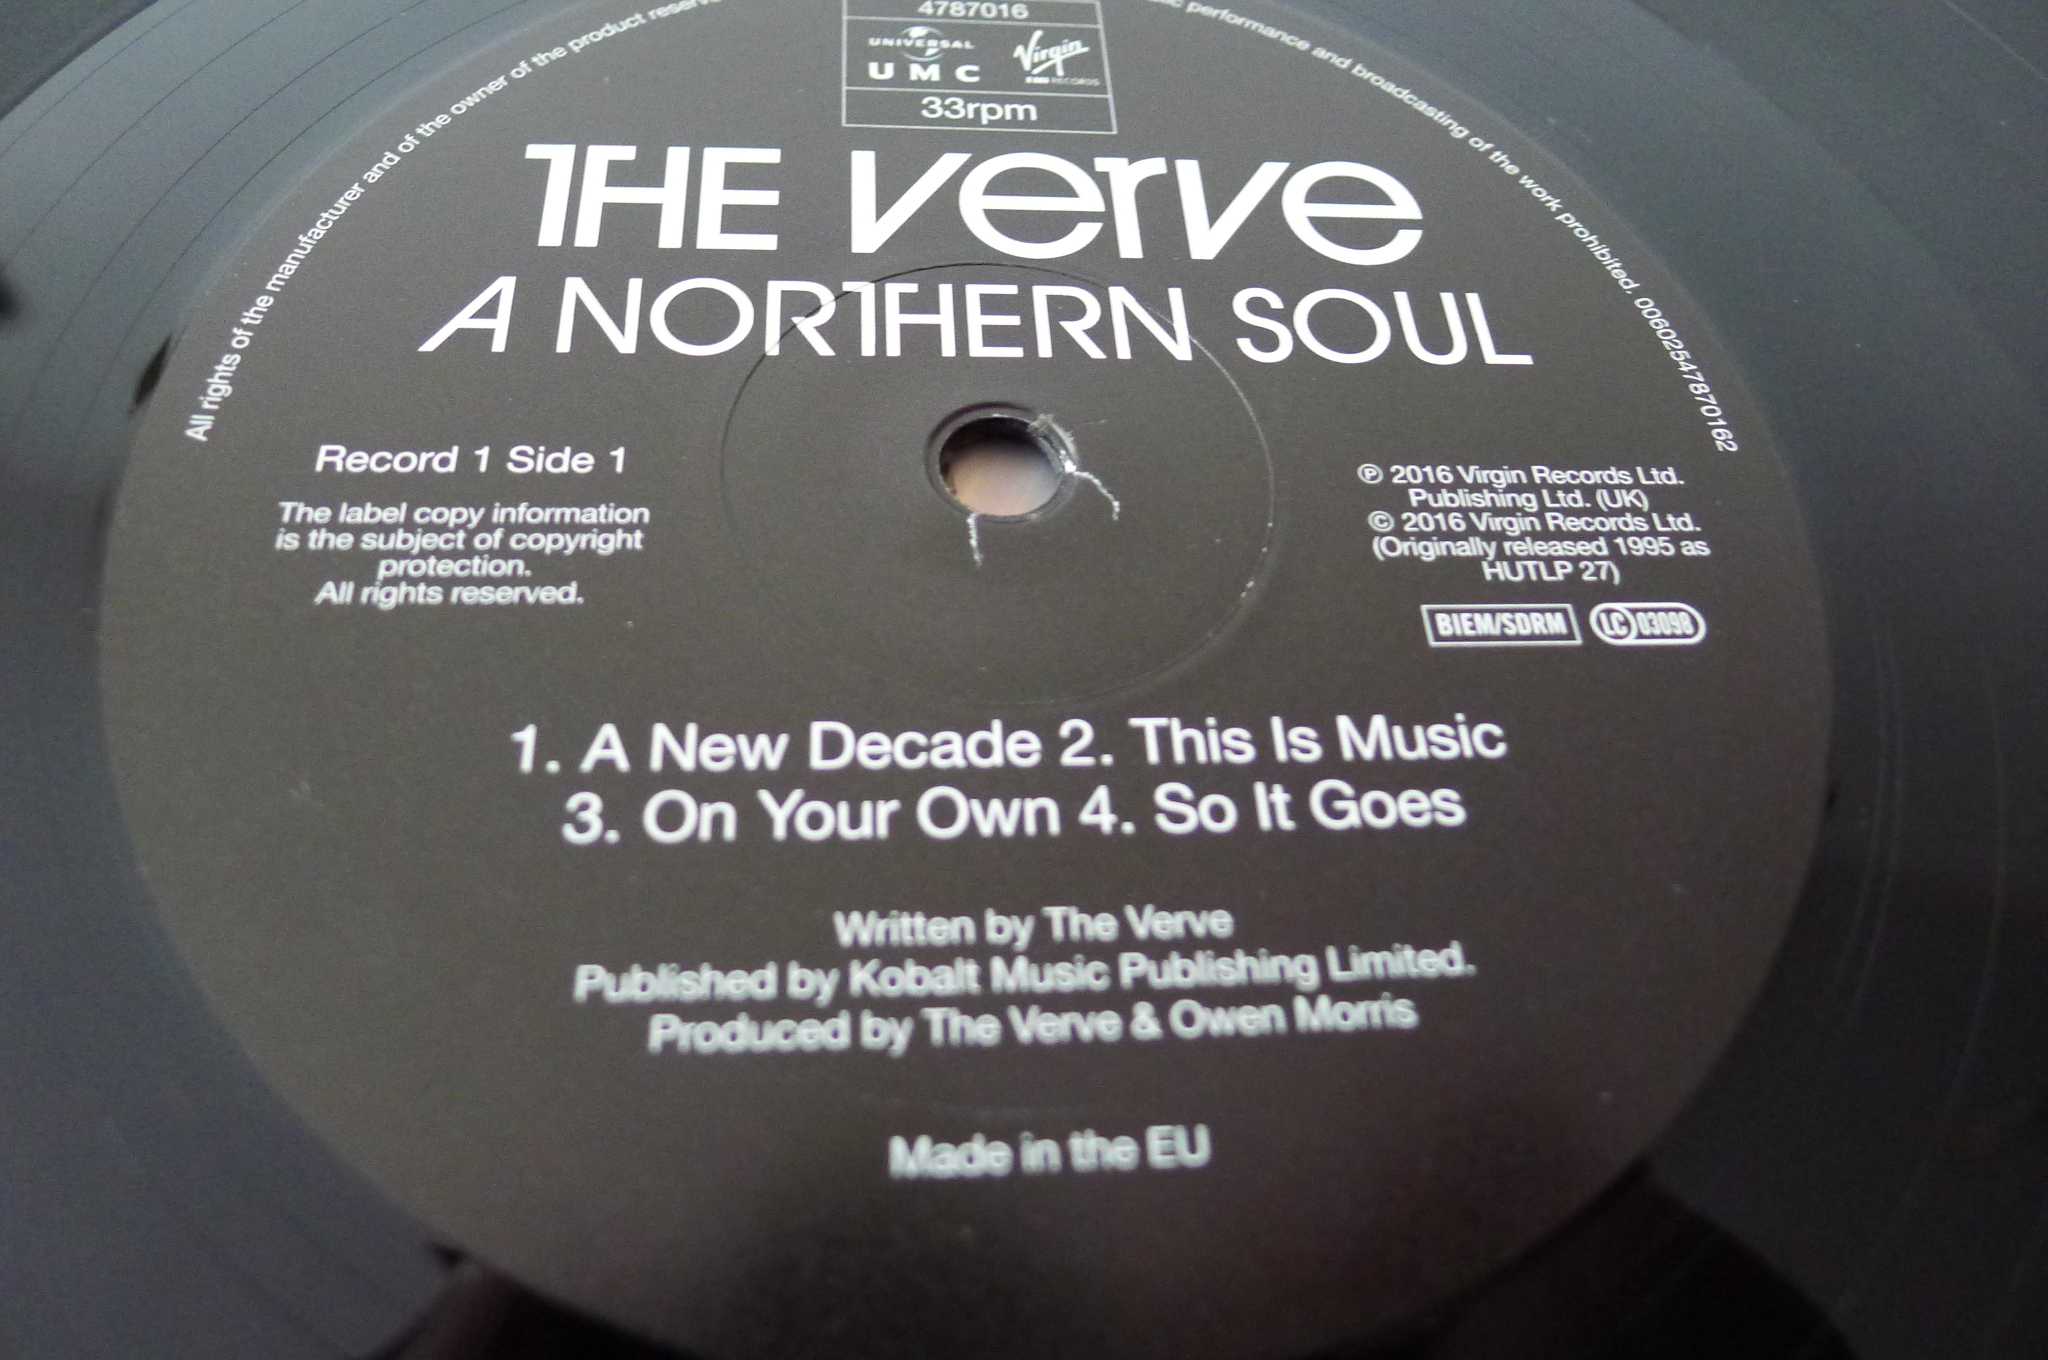 4787016
UNIVERSAL
UMC
Virgin
EMI RECORDS
33rpm
THE verve
A NORTHERN SOUL
All rights of the manufacturer and of the owner of the product
performance and broadcasting of the work prohibited. 00602547870162
Record 1 Side 1
The label copy information
is the subject of copyright
protection.
All rights reserved.
℗ 2016 Virgin Records Ltd.
Publishing Ltd. (UK)
© 2016 Virgin Records Ltd.
(Originally released 1995 as
HUTLP 27)
BIEM/SDRM LC 03098
1. A New Decade 2. This Is Music
3. On Your Own 4. So It Goes
Written by The Verve
Published by Kobalt Music Publishing Limited.
Produced by The Verve & Owen Morris
Made in the EU